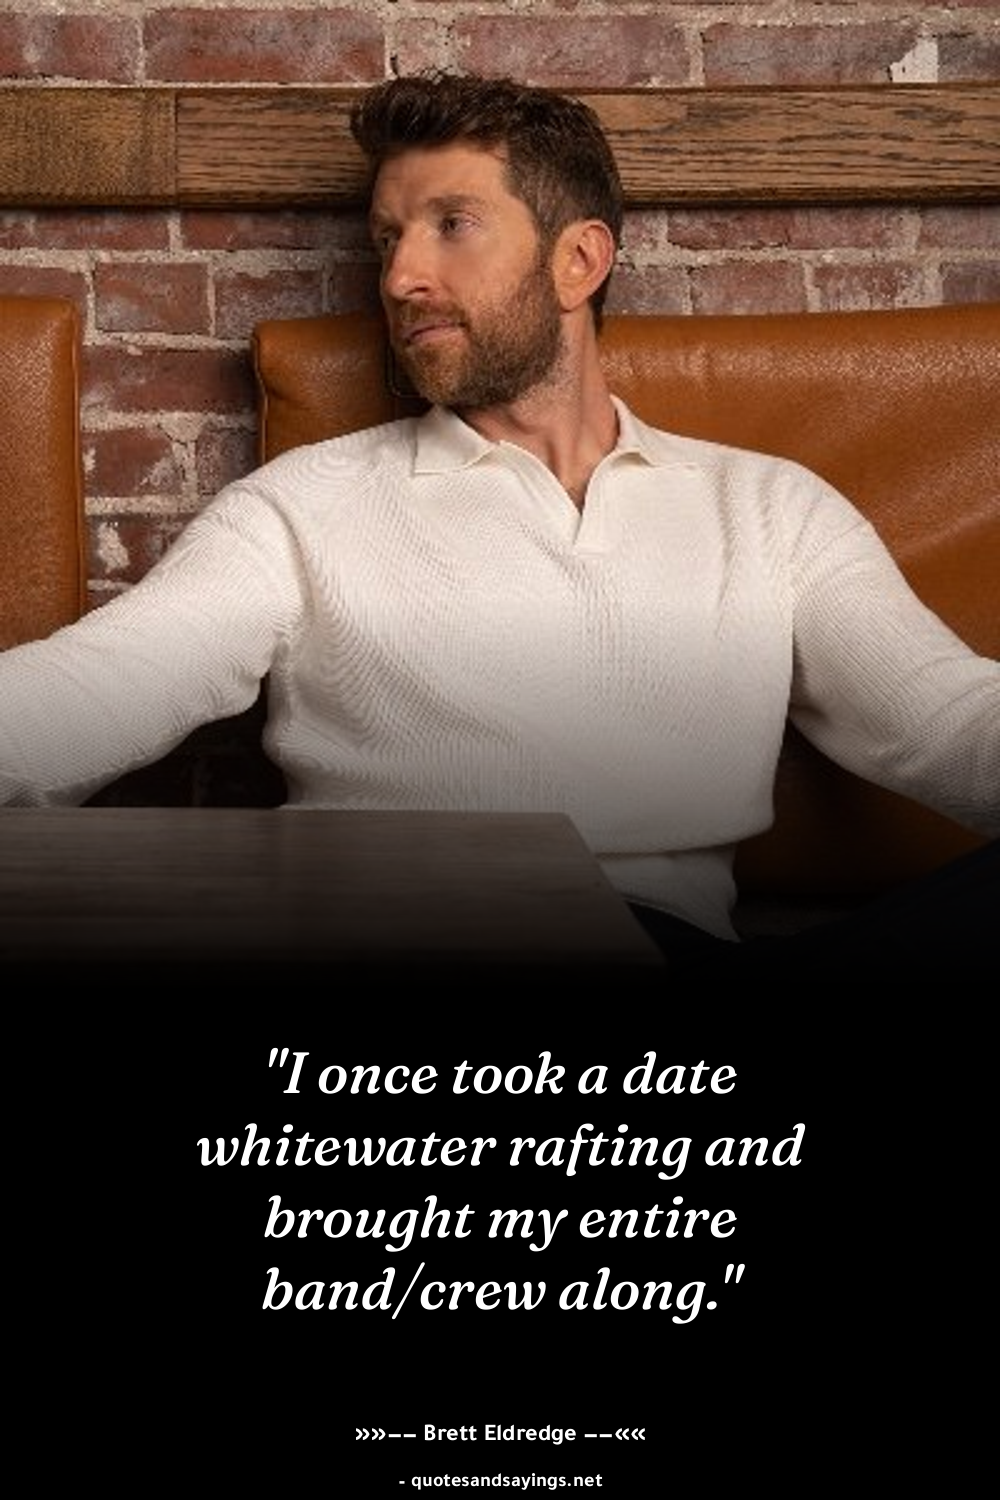 "I once took a date
whitewater rafting and
brought my entire
band/crew along."
»»–– Brett Eldredge ––««
- quotesandsayings.net